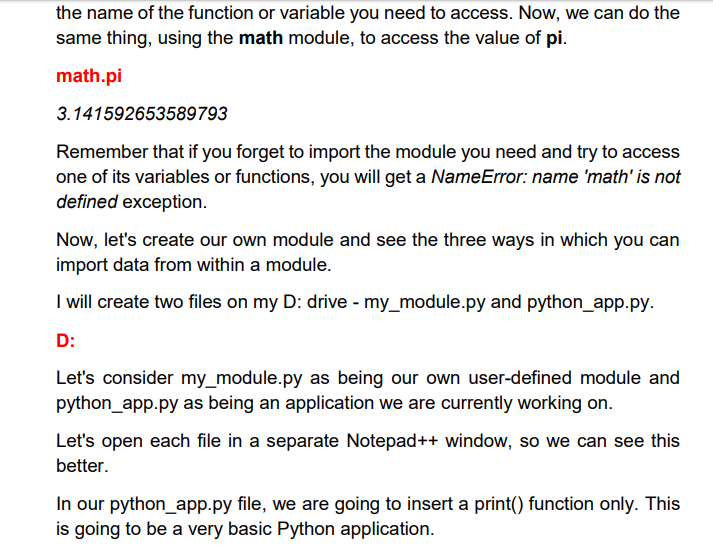 the name of the function or variable you need to access. Now, we can do the
same thing, using the math module, to access the value of pi.
math.pi
3.141592653589793
Remember that if you forget to import the module you need and try to access
one of its variables or functions, you will get a NameError: name 'math' is not
defined exception.
Now, let's create our own module and see the three ways in which you can
import data from within a module.
I will create two files on my D: drive - my_module.py and python_app.py.
D:
Let's consider my_module.py as being our own user-defined module and
python_app.py as being an application we are currently working on.
Let's open each file in a separate Notepad++ window, so we can see this
better.
In our python_app.py file, we are going to insert a print() function only. This
is going to be a very basic Python application.